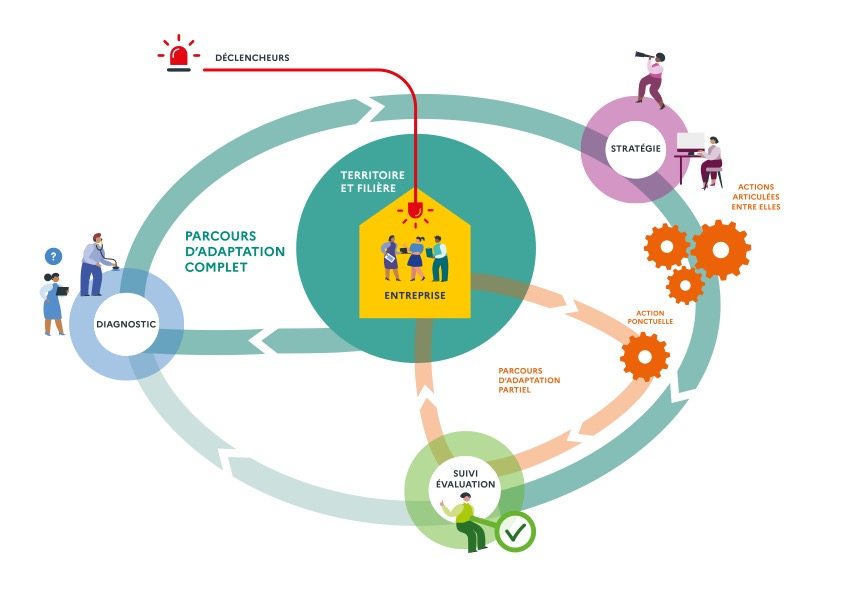 DÉCLENCHEURS
STRATÉGIE
TERRITOIRE
ET FILIÈRE
ACTIONS
ARTICULÉES
ENTRE ELLES
PARCOURS
D'ADAPTATION
COMPLET
?
ENTREPRISE
ACTION
PONCTUELLE
DIAGNOSTIC
PARCOURS
D'ADAPTATION
PARTIEL
SUIVI
ÉVALUATION